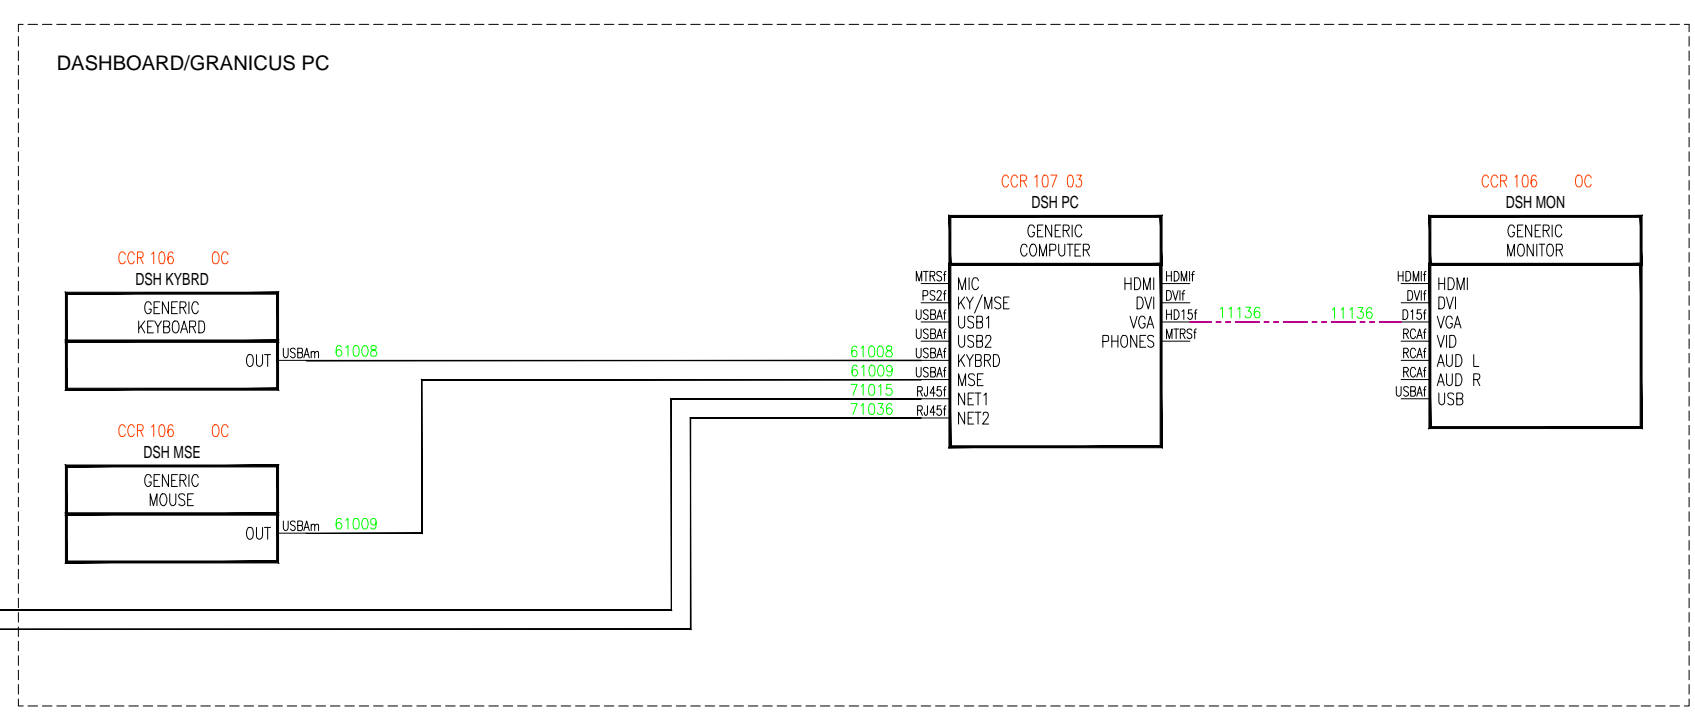 DASHBOARD/GRANICUS PC
CCR 106 OC
DSH KYBRD
GENERIC
KEYBOARD
OUT
USBAm 61008
CCR 106 OC
DSH MSE
GENERIC
MOUSE
OUT
USBAm 61009
CCR 107 03
DSH PC
GENERIC
COMPUTER
MTRSf MIC
PS2f KY/MSE
USBAf USB1
USBAf USB2
61008 USBAf KYBRD
61009 USBAf MSE
71015 RJ45f NET1
71036 RJ45f NET2
HDMI HDMIf
DVI DVIf
VGA HD15f 11136
PHONES MTRSf
CCR 106 OC
DSH MON
GENERIC
MONITOR
HDMIf HDMI
DVIf DVI
11136 D15f VGA
RCAf VID
RCAf AUD L
RCAf AUD R
USBAf USB